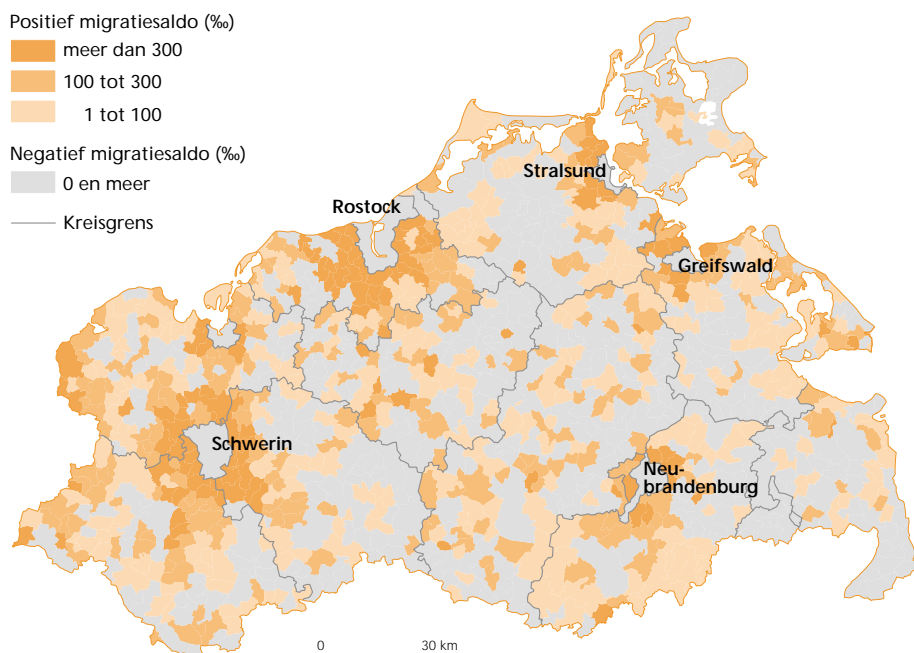 Positief migratiesaldo (‰)
meer dan 300
100 tot 300
1 tot 100
Negatief migratiesaldo (‰)
0 en meer
Kreisgrens
Stralsund
Rostock
Greifswald
Schwerin
Neu-
brandenburg
0 30 km